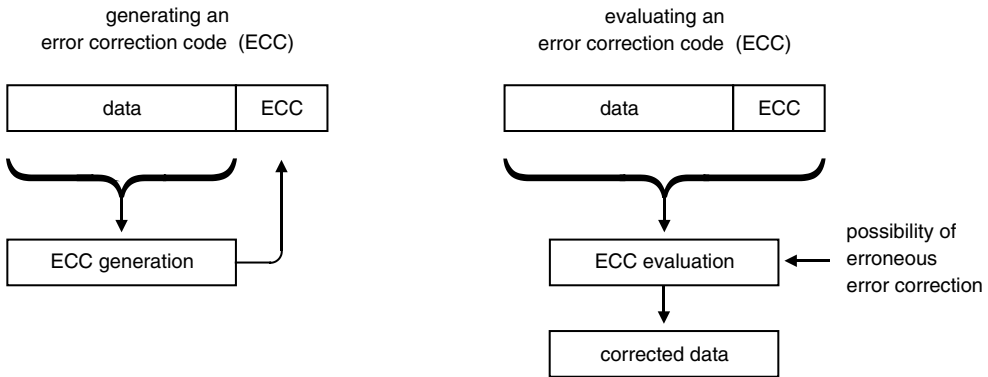 generating an
error correction code (ECC)
data
ECC
ECC generation
evaluating an
error correction code (ECC)
data
ECC
ECC evaluation
possibility of
erroneous
error correction
corrected data